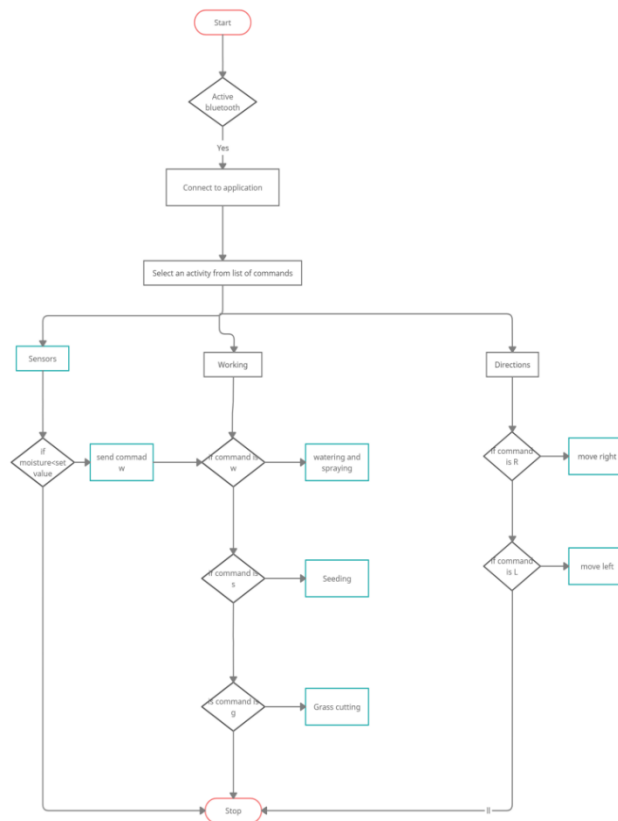 Start
Active
bluetooth
Yes
Connect to application
Select an activity from list of commands
Sensors
Working
Directions
if
moisture<set
value
send commad
w
if command is
w
watering and
spraying
if command
is R
move right
if command is
s
Seeding
if command
is L
move left
is command is
g
Grass cutting
Stop